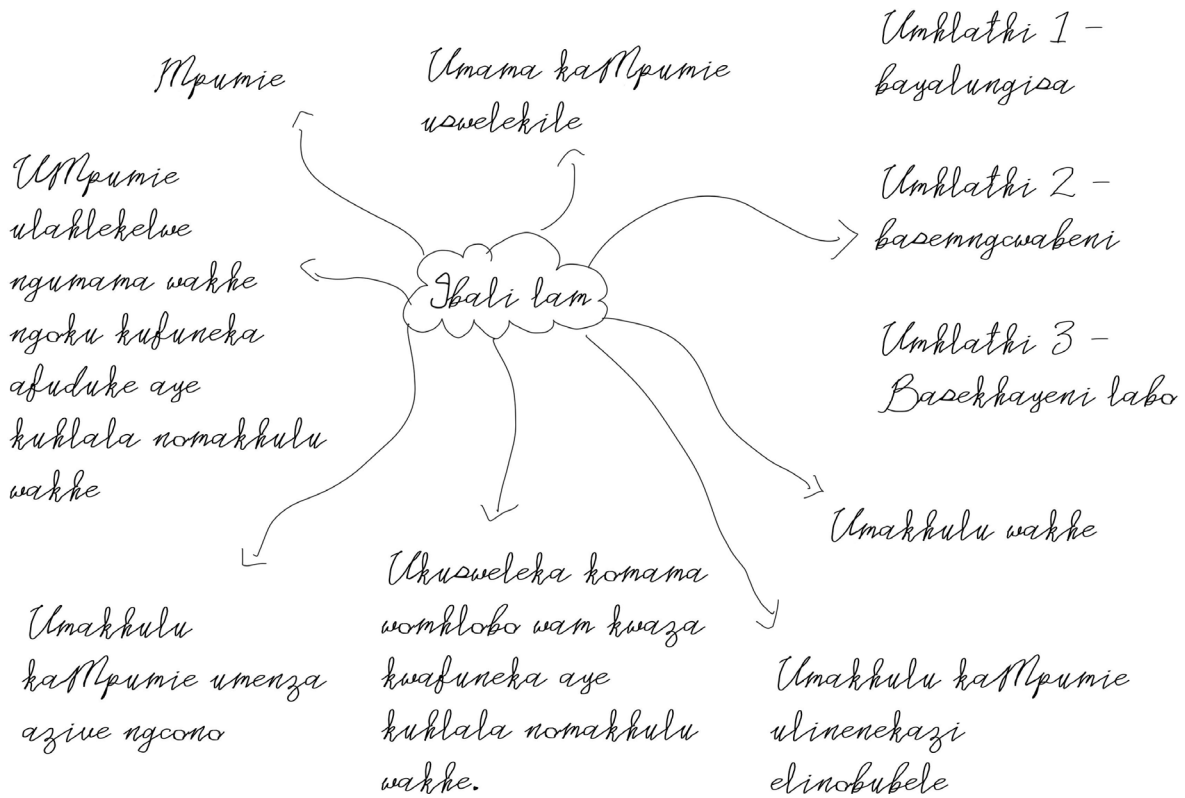 Mpumie
Umama kaMpumie
uswelekile
Umhlathi 1 -
bayalungisa
UMpumie
ulahlekelwe
ngumama wakhe
ngoku kufuneka
afuduke aye
kuhlala nomakhulu
wakhe
Umhlathi 2 -
basemngcwabeni
Ibali lam
Umhlathi 3 -
Basekhayeni labo
Umakhulu wakhe
Umakhulu
kaMpumie umenza
azive ngcono
Ukusweleka komama
womhlobo wam kwaza
kwafuneka aye
kuhlala nomakhulu
wakhe.
Umakhulu kaMpumie
ulinenekazi
elinobubele